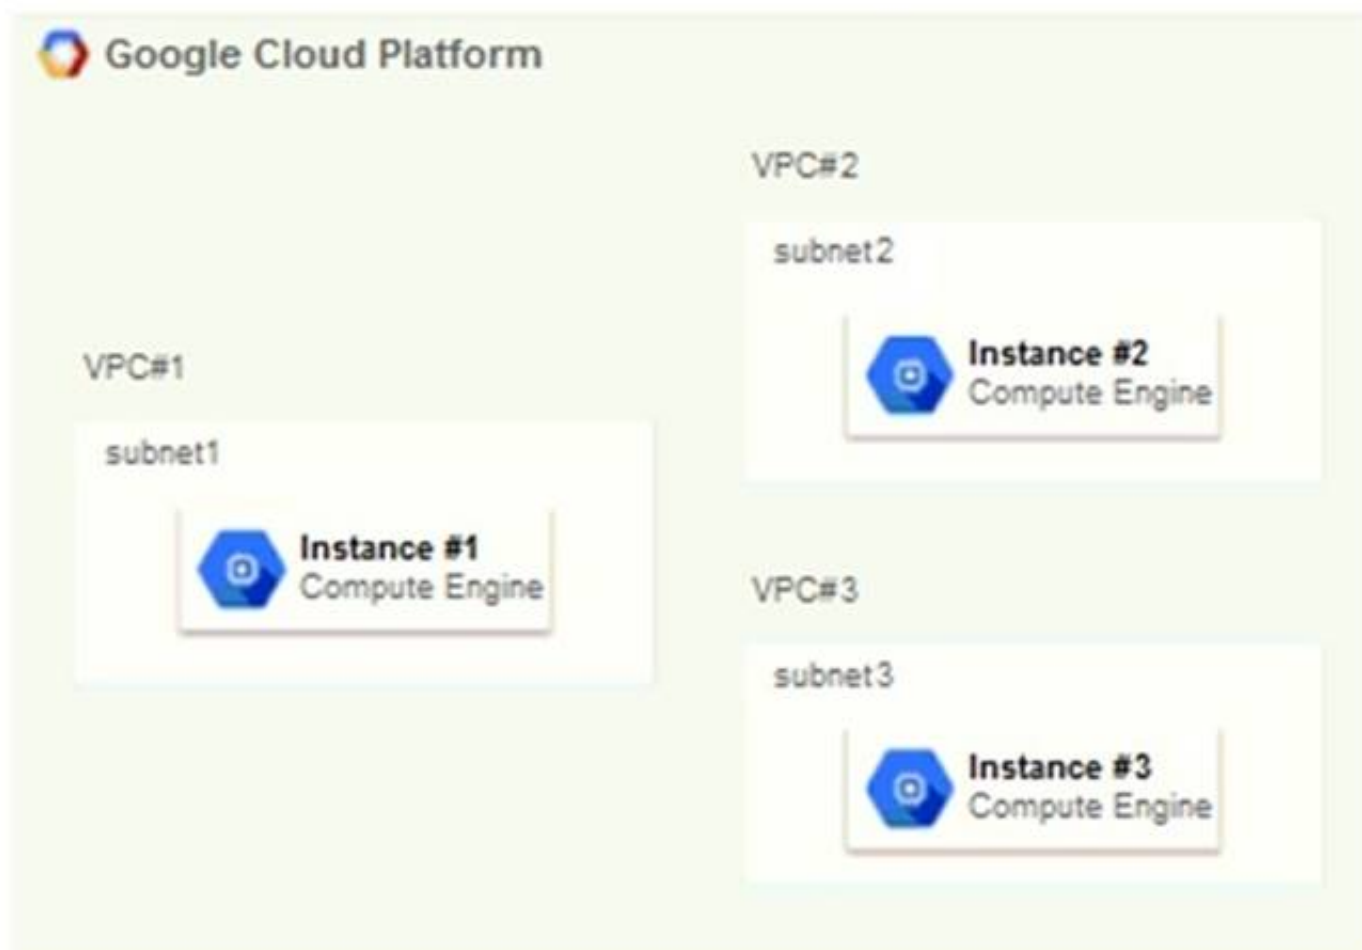 Google Cloud Platform
VPC#1
subnet1
Instance #1
Compute Engine
VPC#2
subnet2
Instance #2
Compute Engine
VPC#3
subnet3
Instance #3
Compute Engine